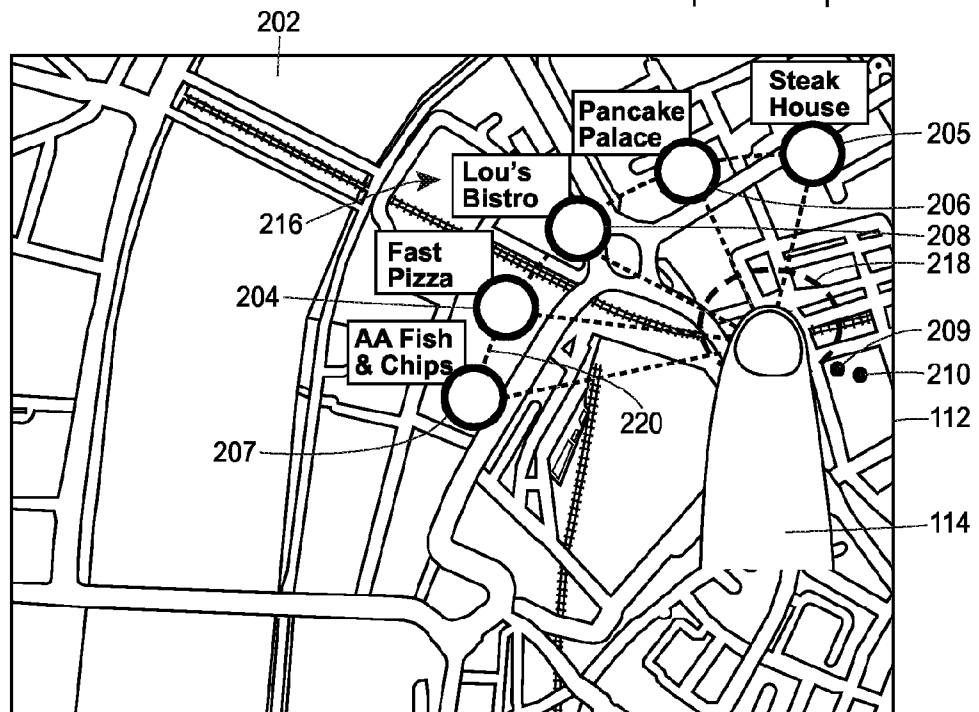 202
Steak
House
Pancake
Palace
205
Lou's
Bistro
206
216
208
Fast
Pizza
218
204
AA Fish
& Chips
209
210
220
112
207
114